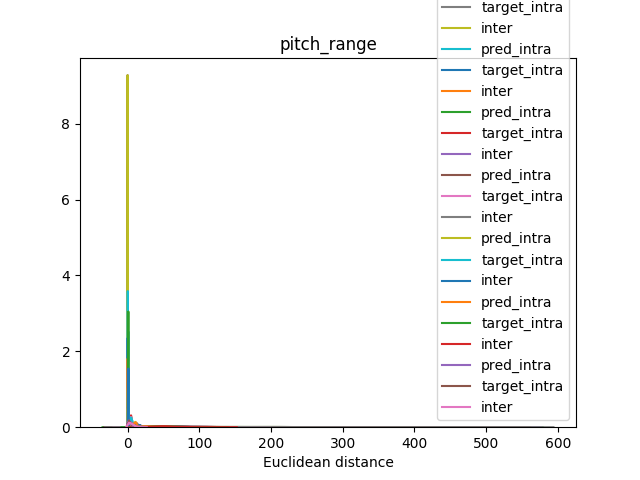 target_intra
inter
pred_intra
target_intra
inter
pred_intra
target_intra
inter
pred_intra
target_intra
inter
pred_intra
target_intra
inter
pred_intra
target_intra
inter
pred_intra
target_intra
inter
pitch_range
8
6
4
2
0
0 100 200 300 400 500 600
Euclidean distance